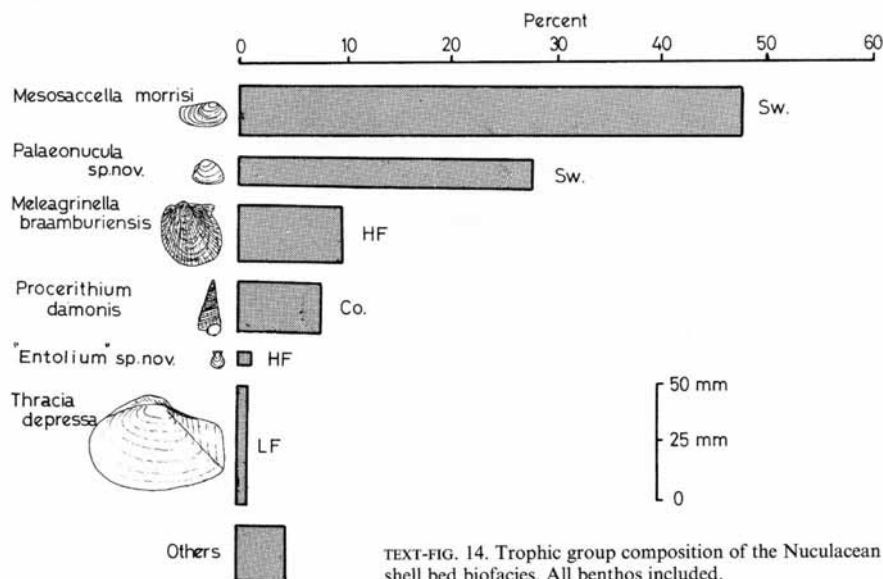 Percent
0 10 20 30 40 50 60
Mesosaccella morrisi
Sw.
Palaeonucula
sp.nov.
Sw.
Meleagrinella
braamburiensis
HF
Procerithium
damonis
Co.
"Entolium" sp.nov.
HF
Thracia
depressa
LF
50 mm
25 mm
0
Others
TEXT-FIG. 14. Trophic group composition of the Nuculacean
shell bed biofacies. All benthos included.